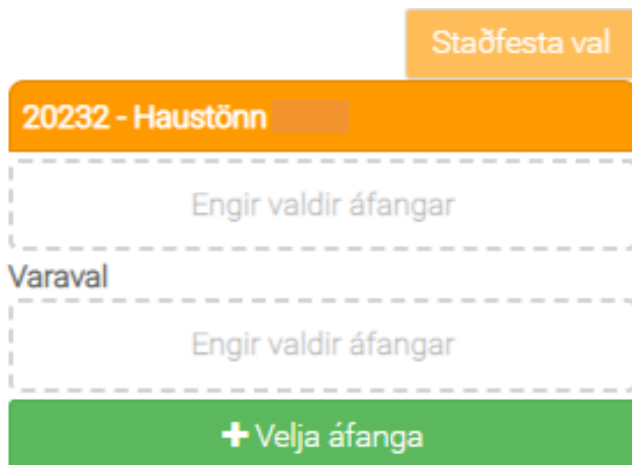 Staðfesta val
20232 - Haustönn
Engir valdir áfangar
Varaval
Engir valdir áfangar
+ Velja áfanga